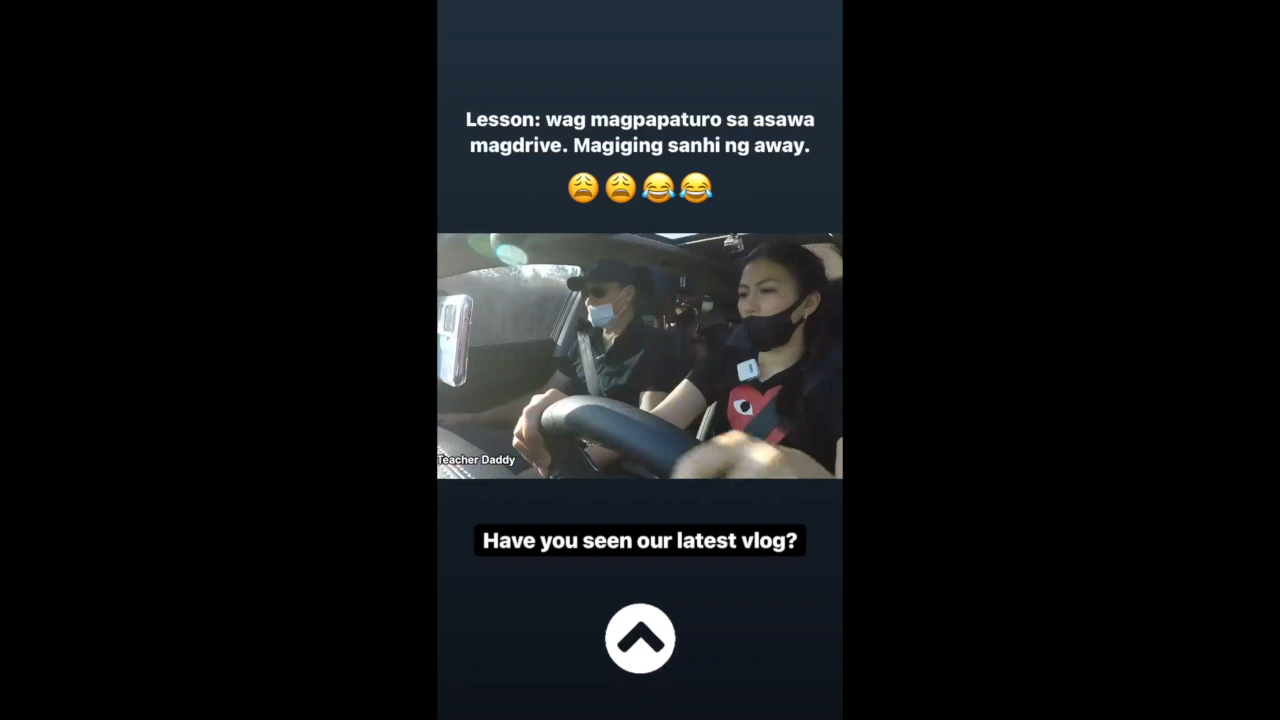 Lesson: wag magpapaturo sa asawa
magdrive. Magiging sanhi ng away.
😩😩😂😂
Teacher Daddy
Have you seen our latest vlog?